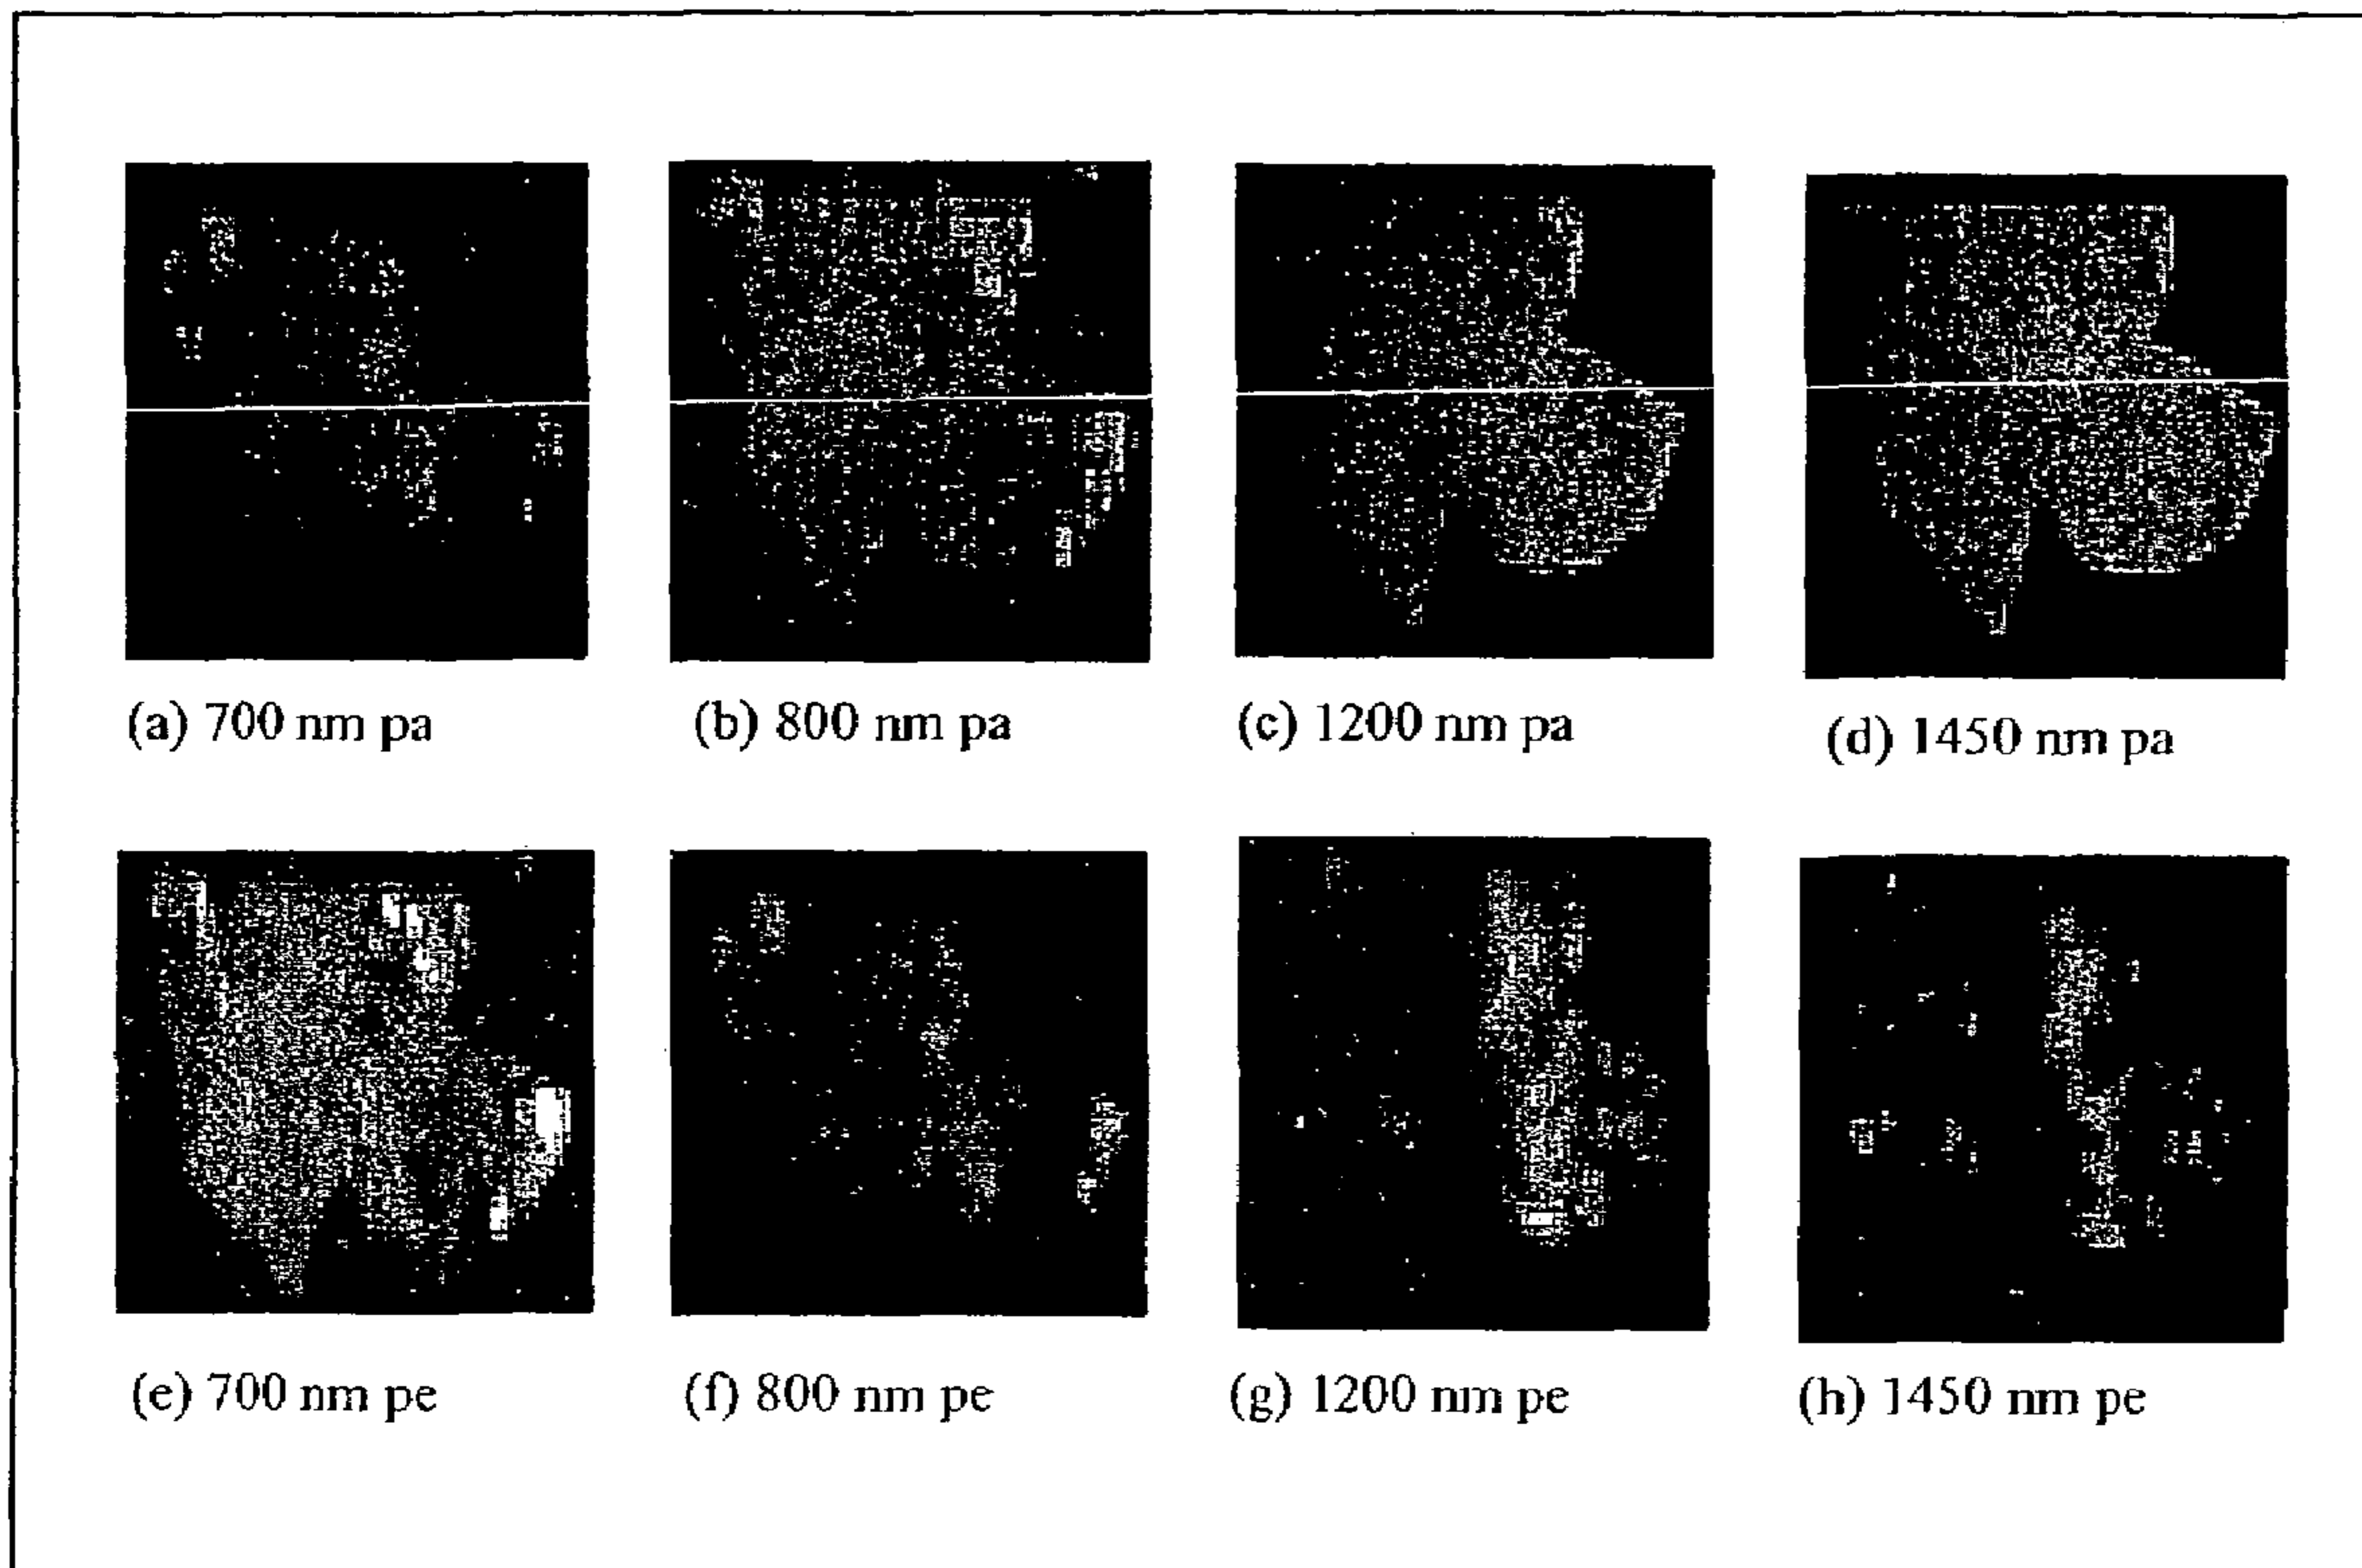 (a) 700 nm pa
(b) 800 nm pa
(c) 1200 nm pa
(d) 1450 nm pa
(e) 700 nm pe
(f) 800 nm pe
(g) 1200 nm pe
(h) 1450 nm pe